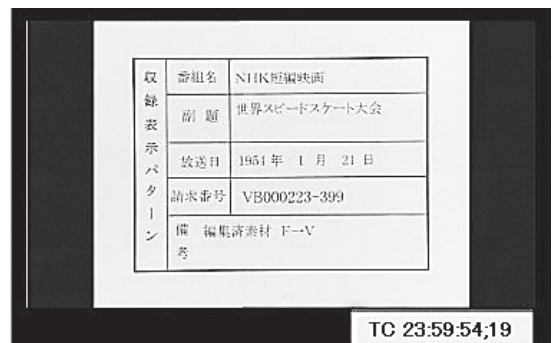 収録表示パターン
番組名 NHK短編映画
副題 世界スピードスケート大会
放送日 1954年 1月 21日
請求番号 VB000223-399
備考 編集済素材 F→V
TC 23:59:54;19